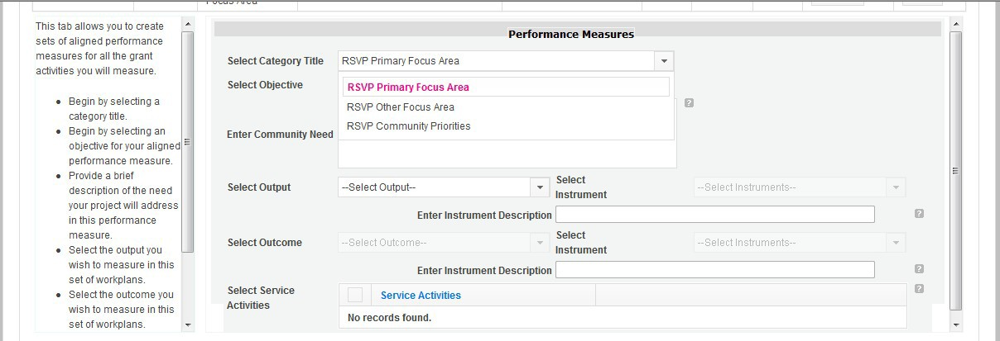 Focus Area
This tab allows you to create
sets of aligned performance
measures for all the grant
activities you will measure.
● Begin by selecting a
category title.
● Begin by selecting an
objective for your aligned
performance measure.
● Provide a brief
description of the need
your project will address
in this performance
measure.
● Select the output you
wish to measure in this
set of workplans.
● Select the outcome you
wish to measure in this
set of workplans.
Performance Measures
Select Category Title RSVP Primary Focus Area
Select Objective
RSVP Primary Focus Area
RSVP Other Focus Area
RSVP Community Priorities
?
Enter Community Need
Select Output --Select Output-- Select
Instrument --Select Instruments--
Enter Instrument Description ?
Select Outcome --Select Outcome-- Select
Instrument --Select Instruments--
Enter Instrument Description ?
Select Service
Activities
Service Activities ?
No records found.